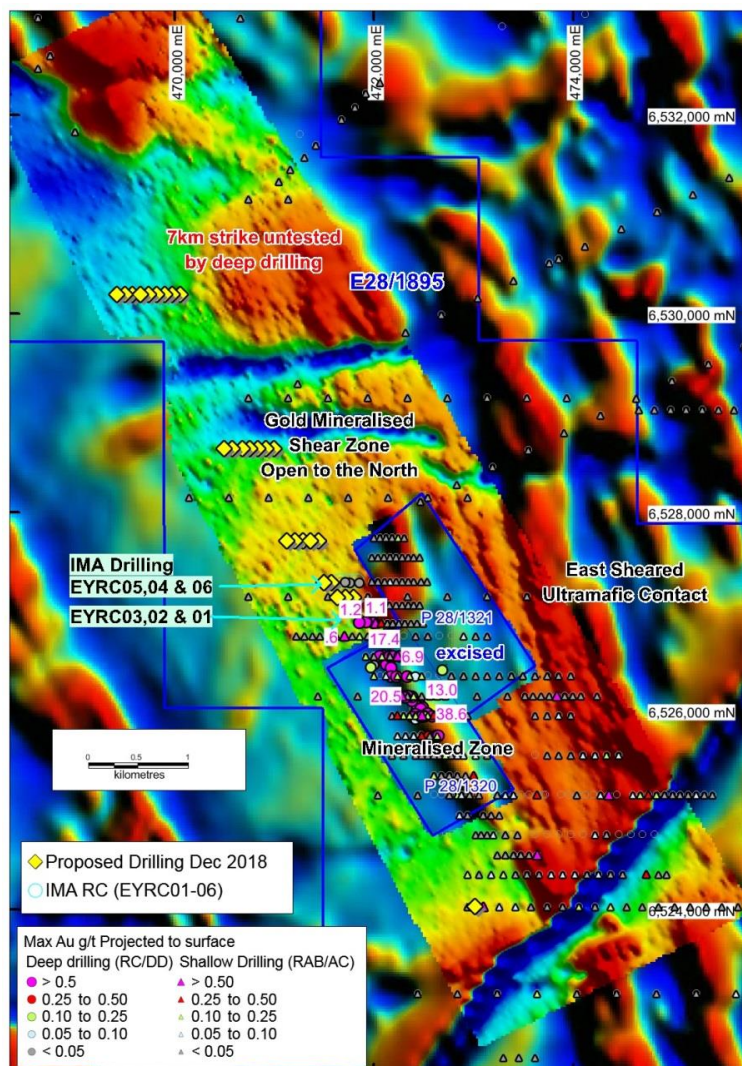 470,000 mE
472,000 mE
474,000 mE
6,532,000 mN
7km strike untested
by deep drilling
E28/1895
6,530,000 mN
Gold Mineralised
Shear Zone
Open to the North
6,528,000 mN
IMA Drilling
EYRC05,04 & 06
EYRC03,02 & 01
East Sheared
Ultramafic Contact
1.2
1.1
P 28/1321
.6
17.4
6.9
excised
20.5
13.0
38.6
6,526,000 mN
Mineralised Zone
0
0.5
1
kilometres
P 28/1320
Proposed Drilling Dec 2018
IMA RC (EYRC01-06)
6,524,000 mN
Max Au g/t Projected to surface
Deep drilling (RC/DD)
Shallow Drilling (RAB/AC)
> 0.5
> 0.50
0.25 to 0.50
0.25 to 0.50
0.10 to 0.25
0.10 to 0.25
0.05 to 0.10
0.05 to 0.10
< 0.05
< 0.05